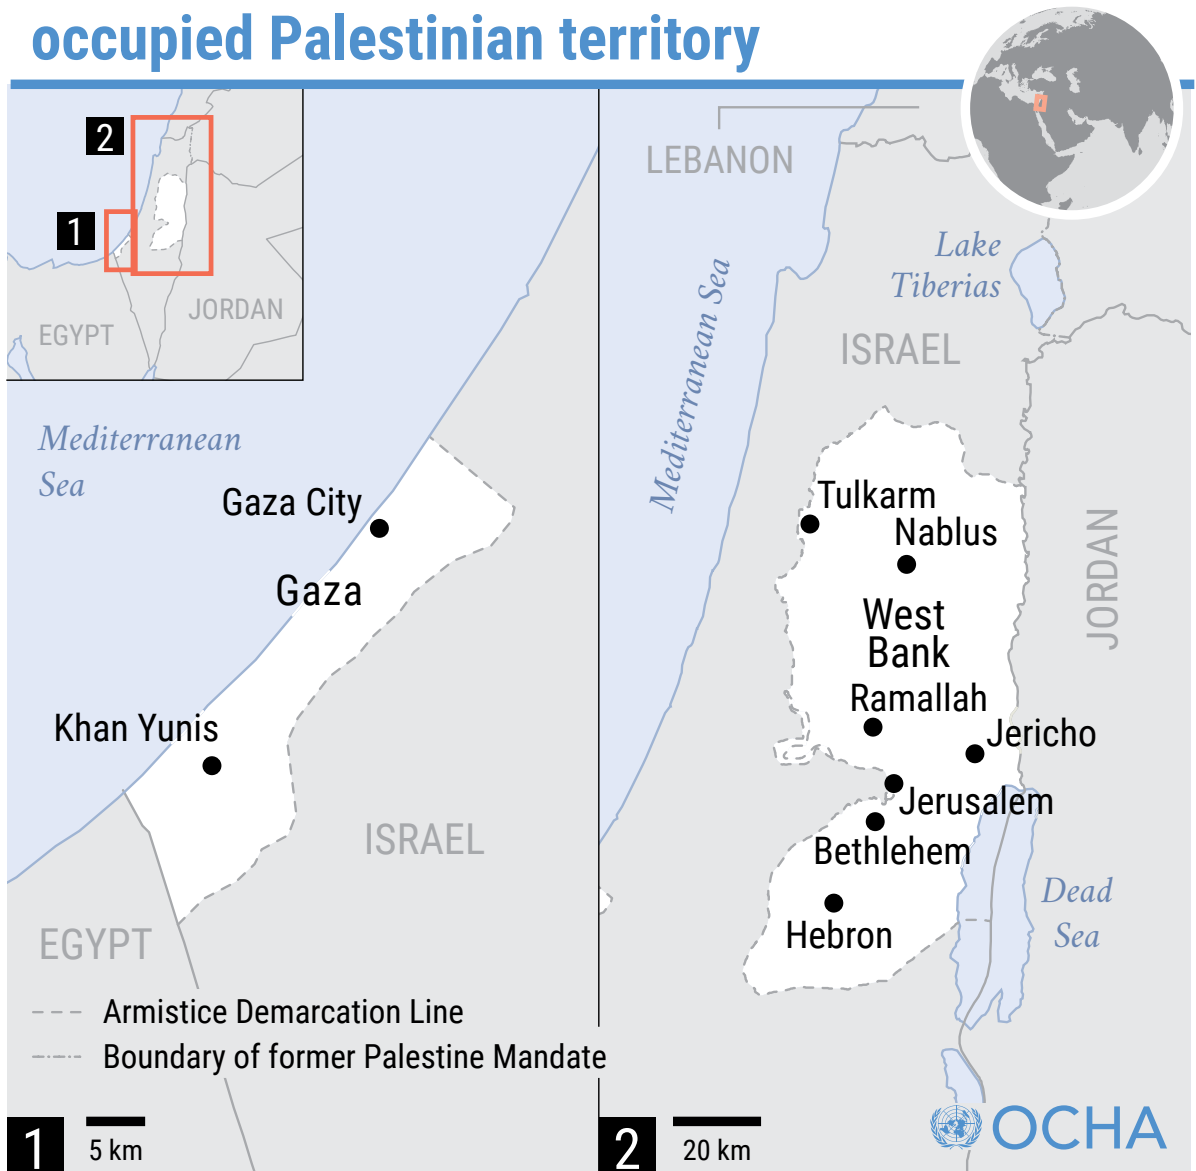 occupied Palestinian territory
2
1
JORDAN
EGYPT
Mediterranean
Sea
Gaza City
Gaza
Khan Yunis
ISRAEL
EGYPT
Armistice Demarcation Line
Boundary of former Palestine Mandate
1
5 km
LEBANON
Mediterranean Sea
Lake
Tiberias
ISRAEL
Tulkarm
Nablus
West
Bank
JORDAN
Ramallah
Jericho
Jerusalem
Bethlehem
Hebron
Dead
Sea
2
20 km
OCHA